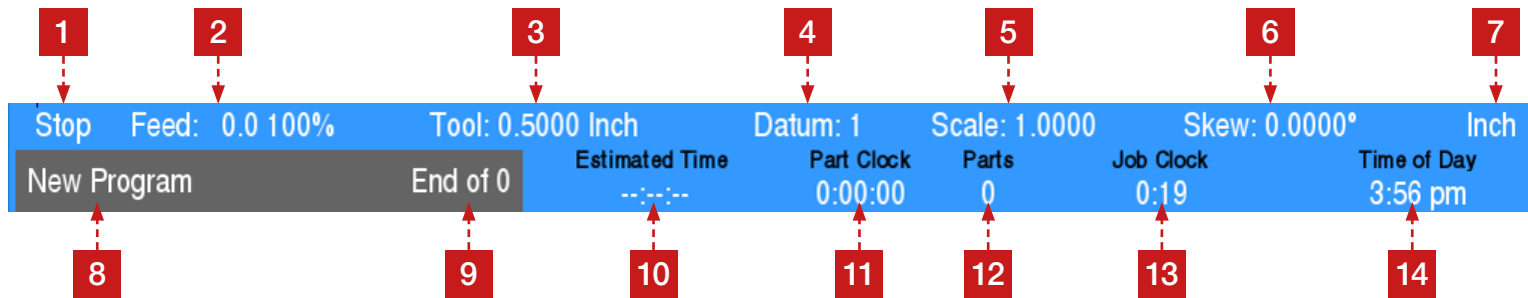 1 2 3 4 5 6 7
Stop Feed: 0.0 100% Tool: 0.5000 Inch Datum: 1 Scale: 1.0000 Skew: 0.0000° Inch
Estimated Time Part Clock Parts Job Clock Time of Day
New Program End of 0 --:--:-- 0:00:00 0 0:19 3:56 pm
8 9 10 11 12 13 14